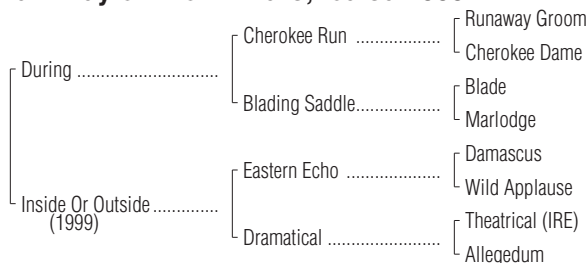 Runaway Groom
Cherokee Run ...................
Cherokee Dame
During ................................
Blade
Blading Saddle...................
Marlodge
Damascus
Eastern Echo ...................
Wild Applause
Inside Or Outside ...............
(1999)
Theatrical (IRE)
Dramatical .......................
Allegedum